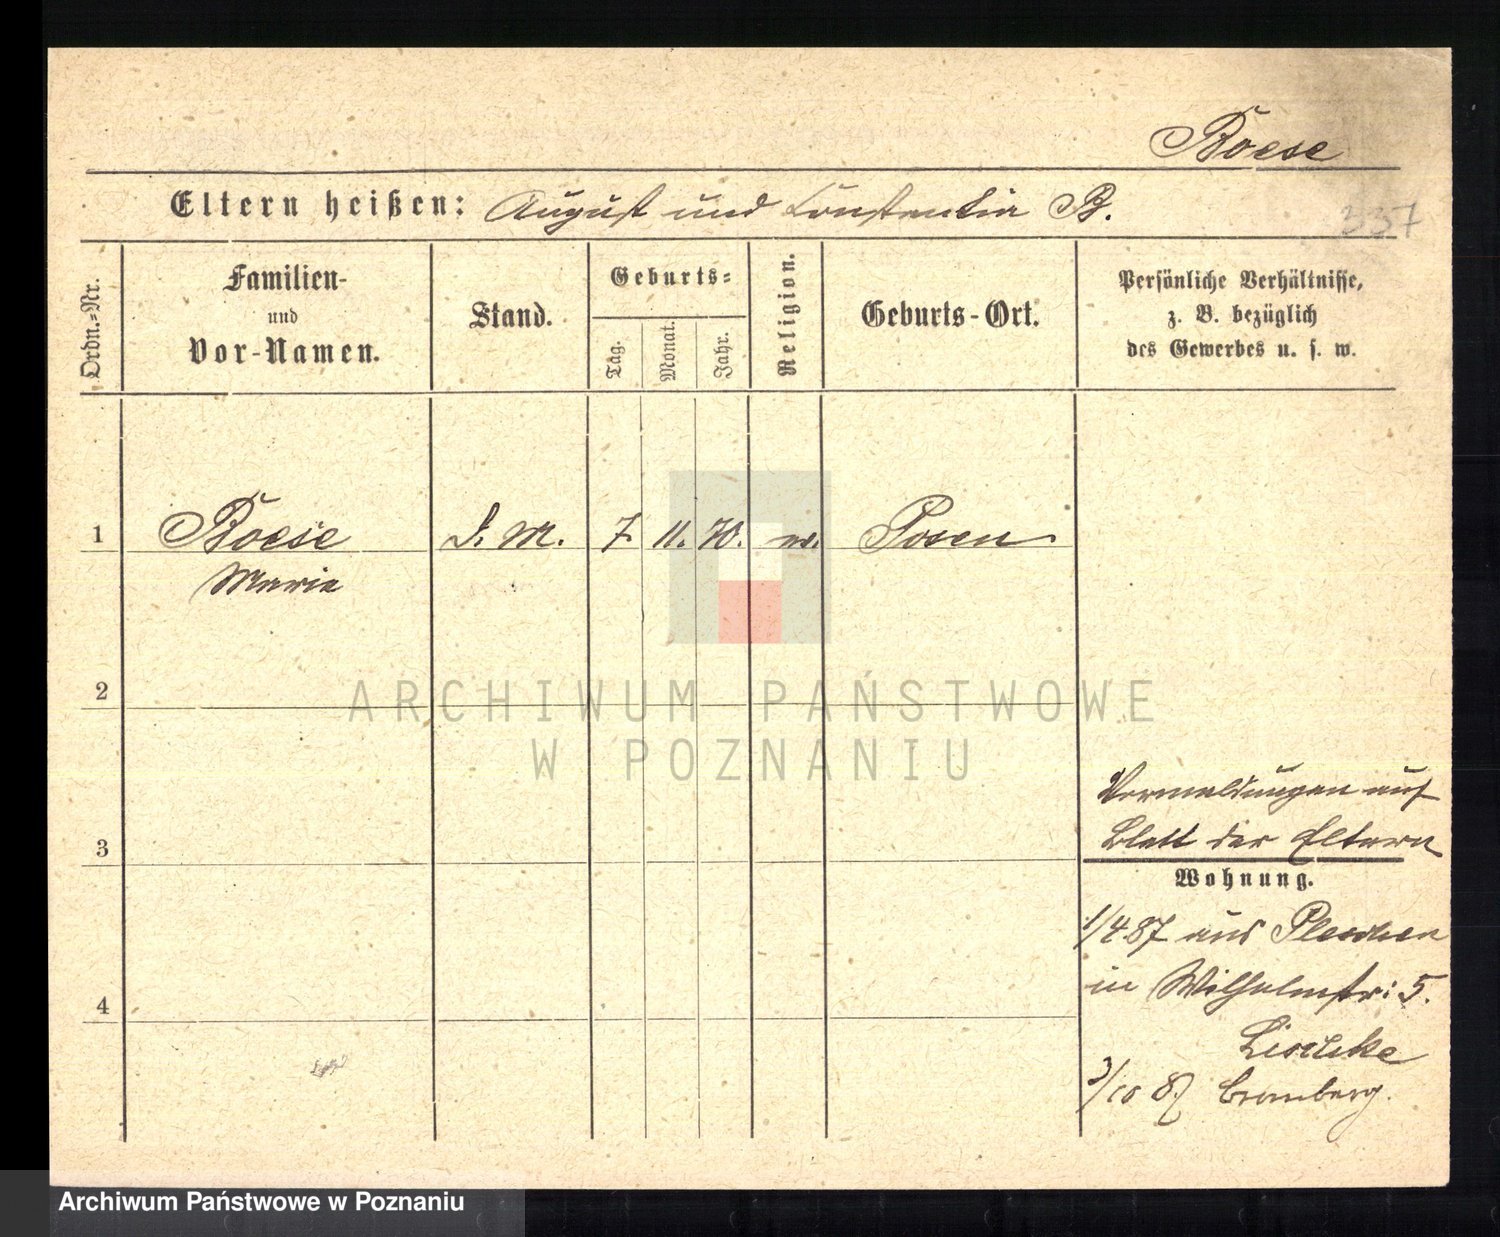 Boese
Eltern heißen: August und Constantia B.
337
Ordn.-Nr.
Familien-
und
Vor-Namen.
Stand.
Geburts-
Tag.
Monat.
Jahr.
Religion.
Geburts-Ort.
Persönliche Verhältnisse,
z. B. bezüglich
des Gewerbes u. s. w.
1 Boese D. M. 7. 11. 70. Posen
Marie
2
3
4
Vormeldungen auf
Blatt der Eltern
Wohnung.
1/4 87 aus Pleschen
in Wilhelmstr: 5.
3/10 87 Bromberg.
ARCHIWUM PAŃSTWOWE
W POZNANIU
Archiwum Państwowe w Poznaniu